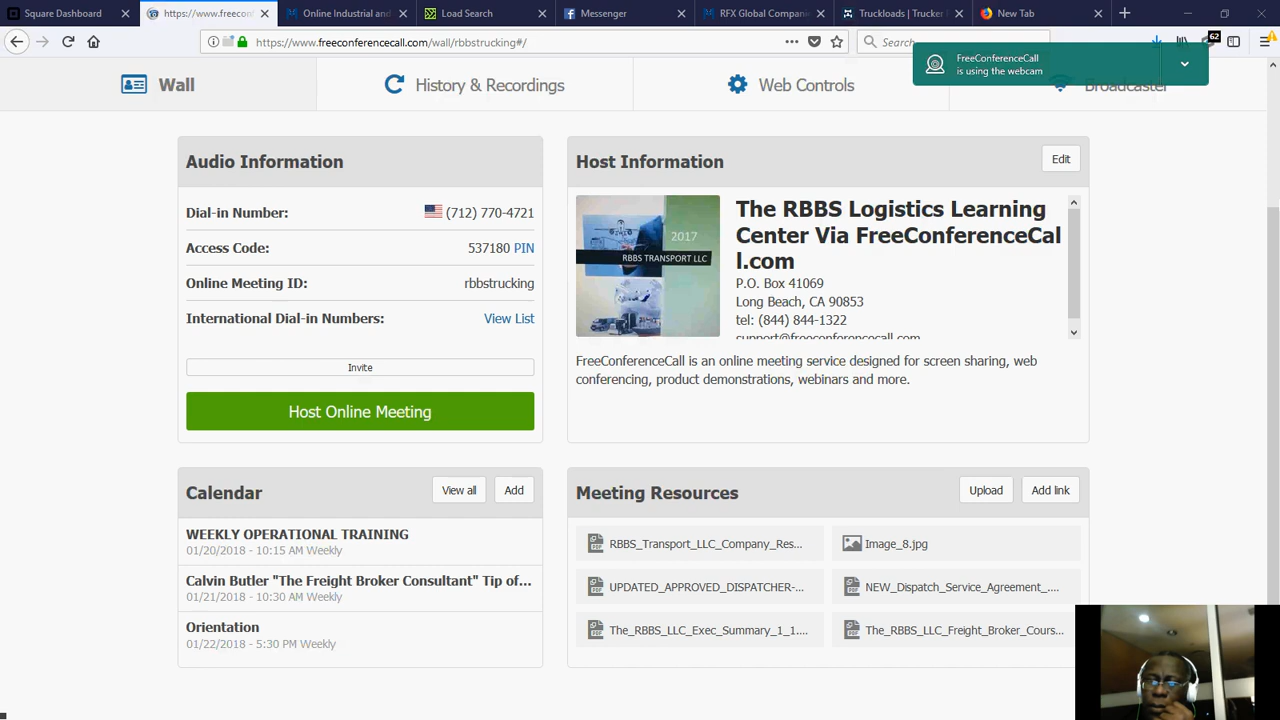 Square Dashboard
https://www.freeconf
Online Industrial and
Load Search
Messenger
RFX Global Compani
Truckloads | Trucker
New Tab
https://www.freeconferencecall.com/wall/rbbstrucking#/
Search
62
FreeConferenceCall
is using the webcam
Wall
History & Recordings
Web Controls
Broadcaster
Audio Information
Dial-in Number:
(712) 770-4721
Access Code:
537180 PIN
Online Meeting ID:
rbbstrucking
International Dial-in Numbers:
View List
Invite
Host Online Meeting
Host Information
Edit
2017
RBBS TRANSPORT LLC
The RBBS Logistics Learning
Center Via FreeConferenceCal
l.com
P.O. Box 41069
Long Beach, CA 90853
tel: (844) 844-1322
support@freeconferencecall.com
FreeConferenceCall is an online meeting service designed for screen sharing, web
conferencing, product demonstrations, webinars and more.
Calendar
View all
Add
WEEKLY OPERATIONAL TRAINING
01/20/2018 - 10:15 AM Weekly
Calvin Butler "The Freight Broker Consultant" Tip of...
01/21/2018 - 10:30 AM Weekly
Orientation
01/22/2018 - 5:30 PM Weekly
Meeting Resources
Upload
Add link
RBBS_Transport_LLC_Company_Res...
Image_8.jpg
UPDATED_APPROVED_DISPATCHER-...
NEW_Dispatch_Service_Agreement_....
The_RBBS_LLC_Exec_Summary_1_1....
The_RBBS_LLC_Freight_Broker_Cours...